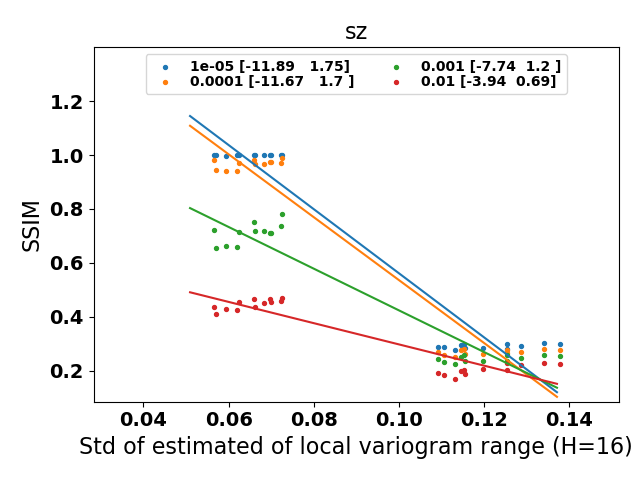 sz
1e-05 [-11.89 1.75]
0.0001 [-11.67 1.7 ]
0.001 [-7.74 1.2 ]
0.01 [-3.94 0.69]
SSIM
1.2
1.0
0.8
0.6
0.4
0.2
0.04 0.06 0.08 0.10 0.12 0.14
Std of estimated of local variogram range (H=16)